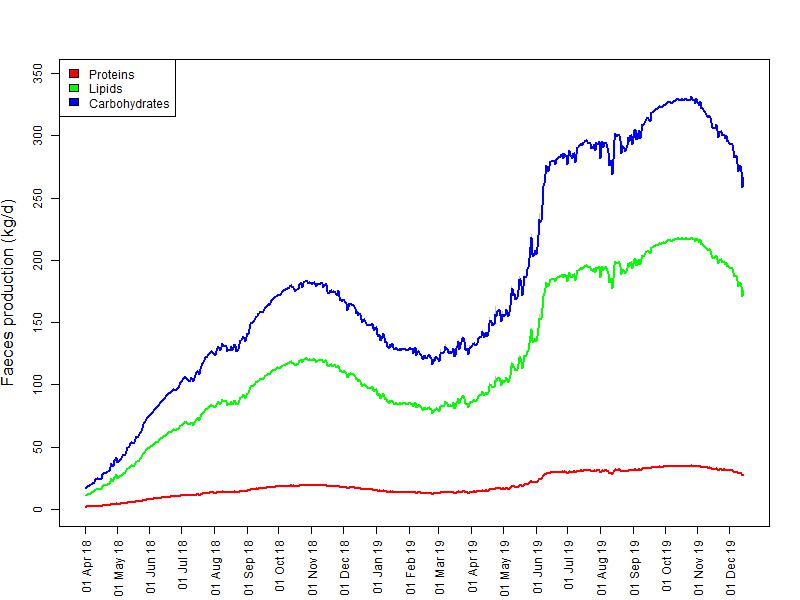 Proteins
Lipids
Carbohydrates
Faeces production (kg/d)
350
300
250
200
150
100
50
0
01 Apr 18
01 May 18
01 Jun 18
01 Jul 18
01 Aug 18
01 Sep 18
01 Oct 18
01 Nov 18
01 Dec 18
01 Jan 19
01 Feb 19
01 Mar 19
01 Apr 19
01 May 19
01 Jun 19
01 Jul 19
01 Aug 19
01 Sep 19
01 Oct 19
01 Nov 19
01 Dec 19